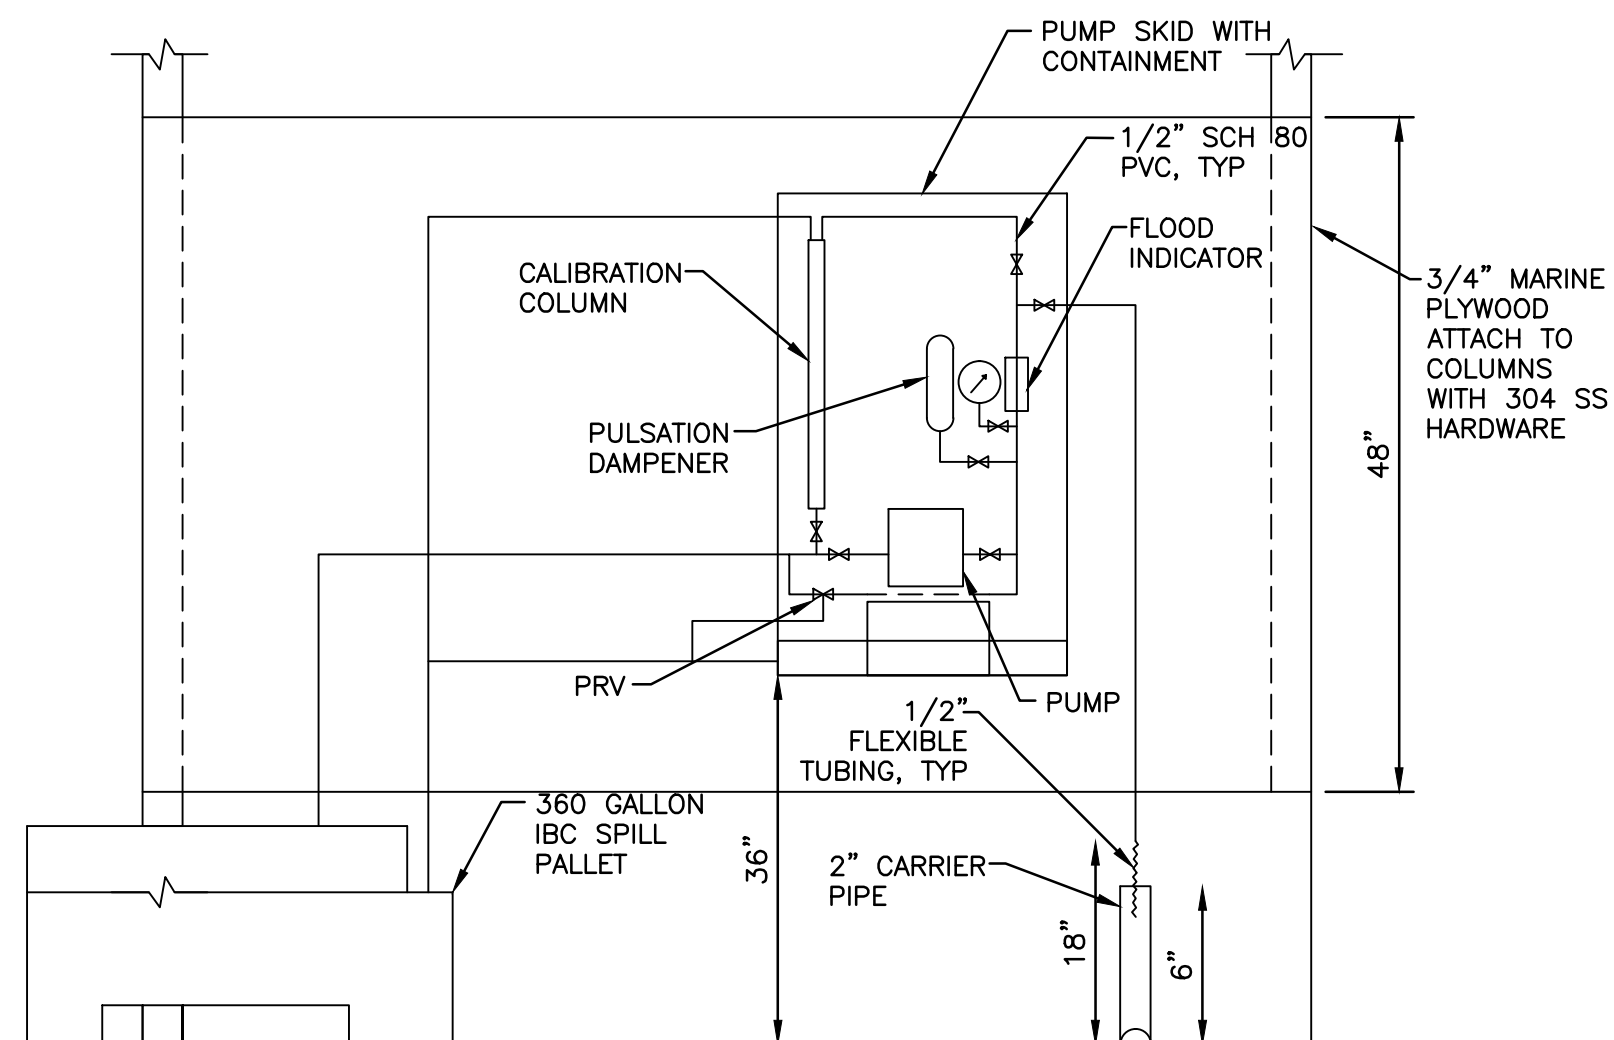 PUMP SKID WITH
CONTAINMENT
1/2" SCH 80
PVC, TYP
FLOOD
INDICATOR
CALIBRATION
COLUMN
3/4" MARINE
PLYWOOD
ATTACH TO
COLUMNS
WITH 304 SS
HARDWARE
48"
PULSATION
DAMPENER
PRV
PUMP
1/2"
FLEXIBLE
TUBING, TYP
360 GALLON
IBC SPILL
PALLET
36"
2" CARRIER
PIPE
18"
6"